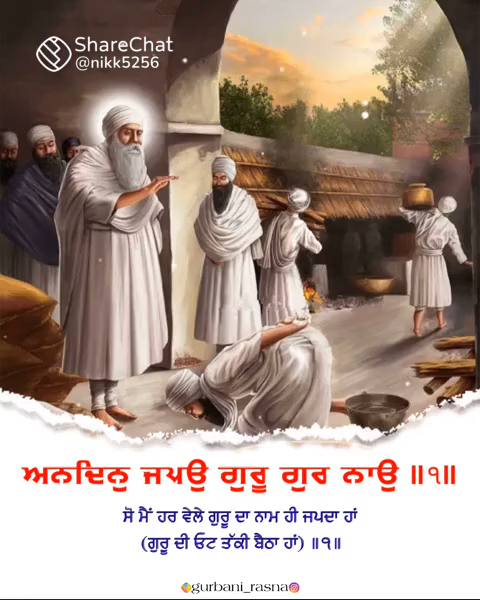 ShareChat
@nikk5256
ਅਨਦਿਨੁ ਜਪਉ ਗੁਰੂ ਗੁਰ ਨਾਉ ॥੧॥
ਸੋ ਮੈਂ ਹਰ ਵੇਲੇ ਗੁਰੂ ਦਾ ਨਾਮ ਹੀ ਜਪਦਾ ਹਾਂ
(ਗੁਰੂ ਦੀ ਓਟ ਤੱਕੀ ਬੈਠਾ ਹਾਂ) ॥੧॥
gurbani_rasna